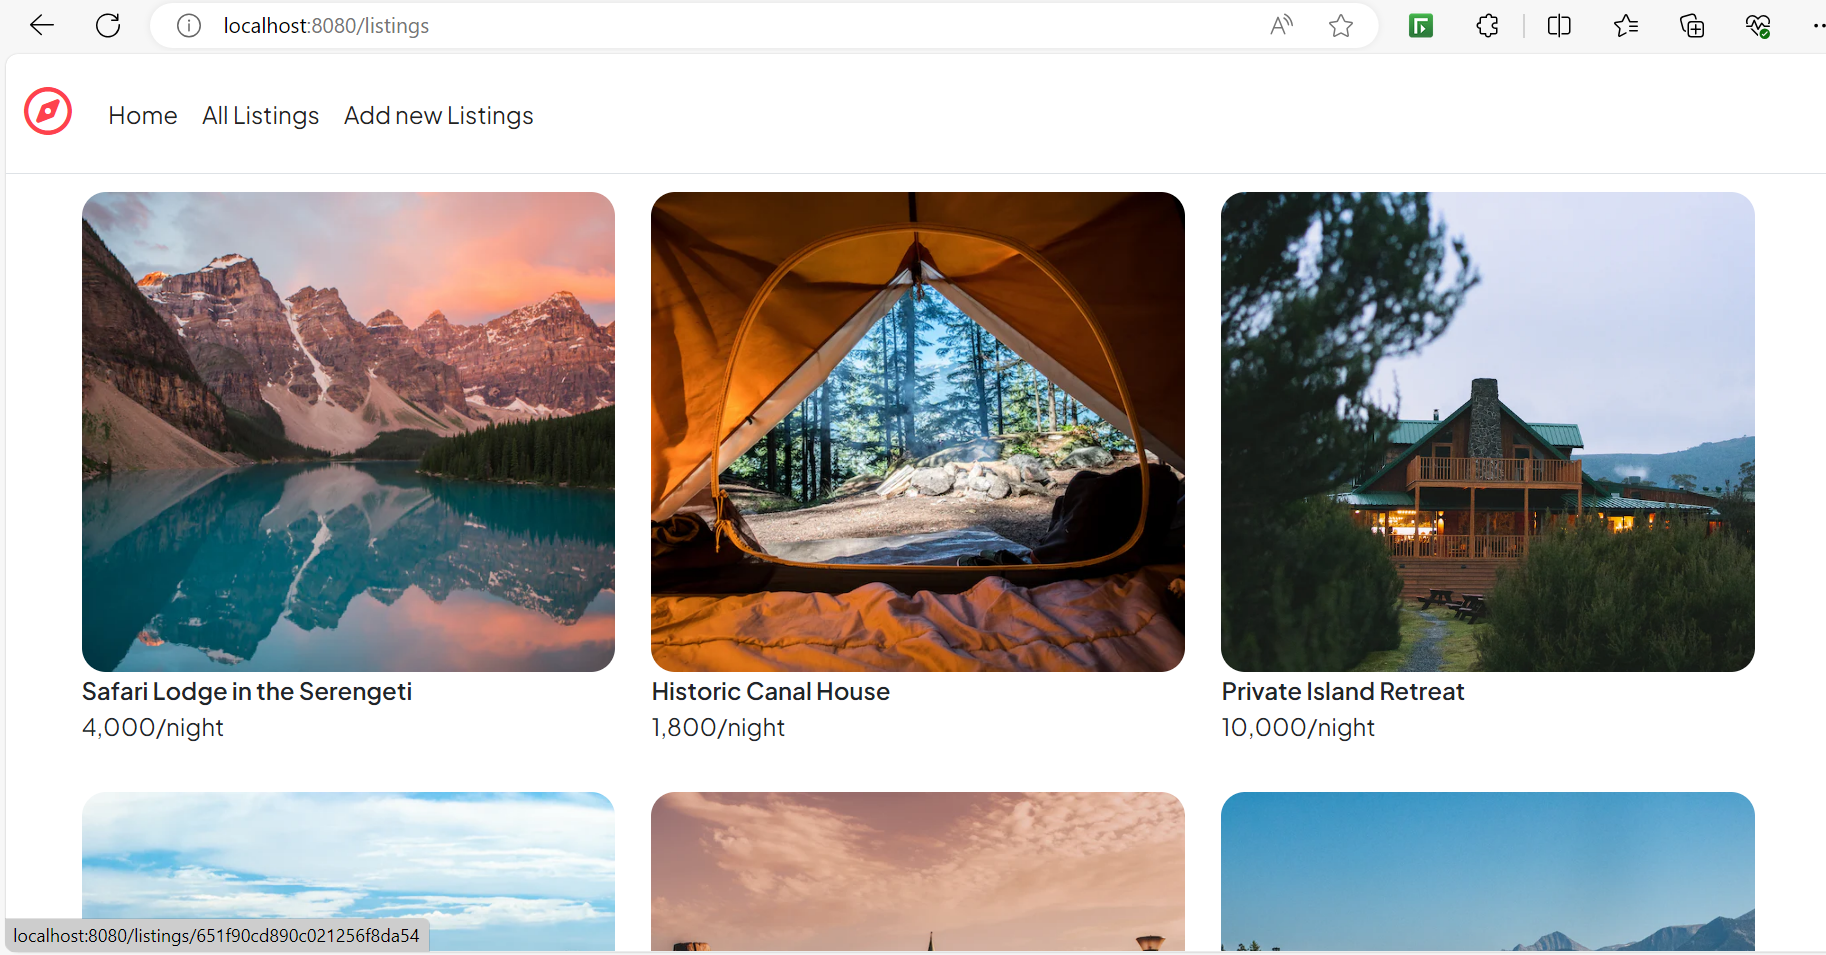 localhost:8080/listings
Home All Listings Add new Listings
Safari Lodge in the Serengeti
4,000/night
Historic Canal House
1,800/night
Private Island Retreat
10,000/night
localhost:8080/listings/651f90cd890c021256f8da54